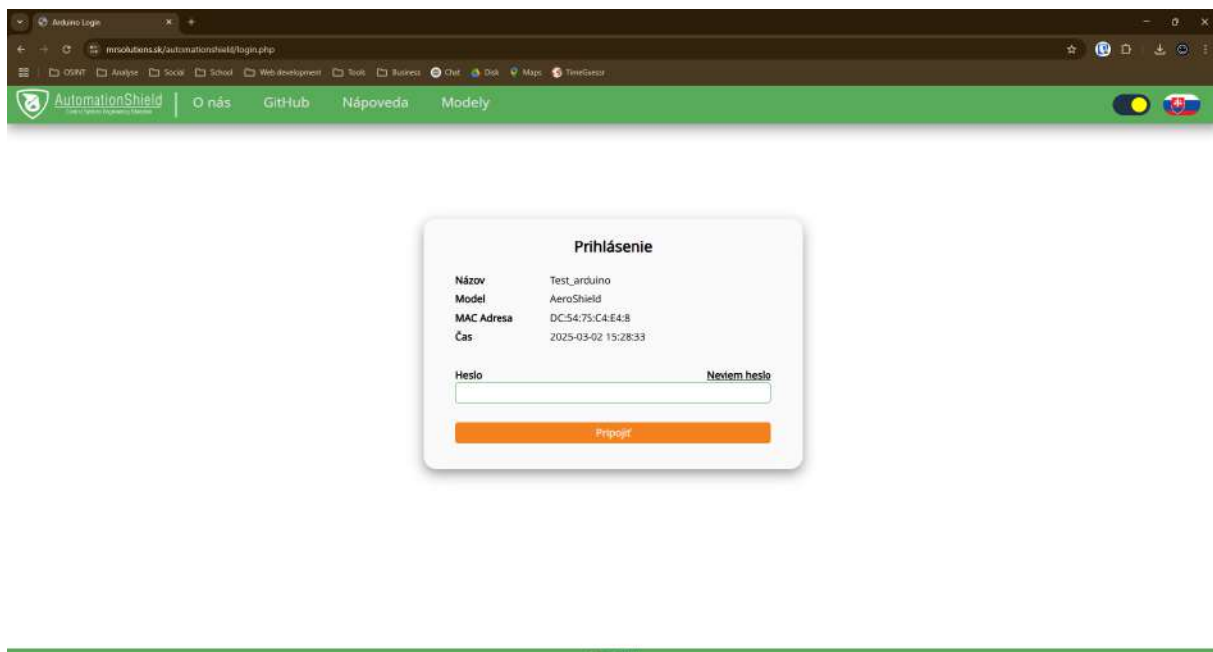 Arduino Login
mrsolutiens.sk/automationshield/login.php
OSINT Analyse Social School Web development Tools Business Chat Disk Maps TimeGuessr
AutomationShield O nás GitHub Nápoveda Modely
Prihlásenie
Názov Test_arduino
Model AeroShield
MAC Adresa DC:54:75:C4:E4:8
Čas 2025-03-02 15:28:33
Heslo Neviem heslo
Pripojiť